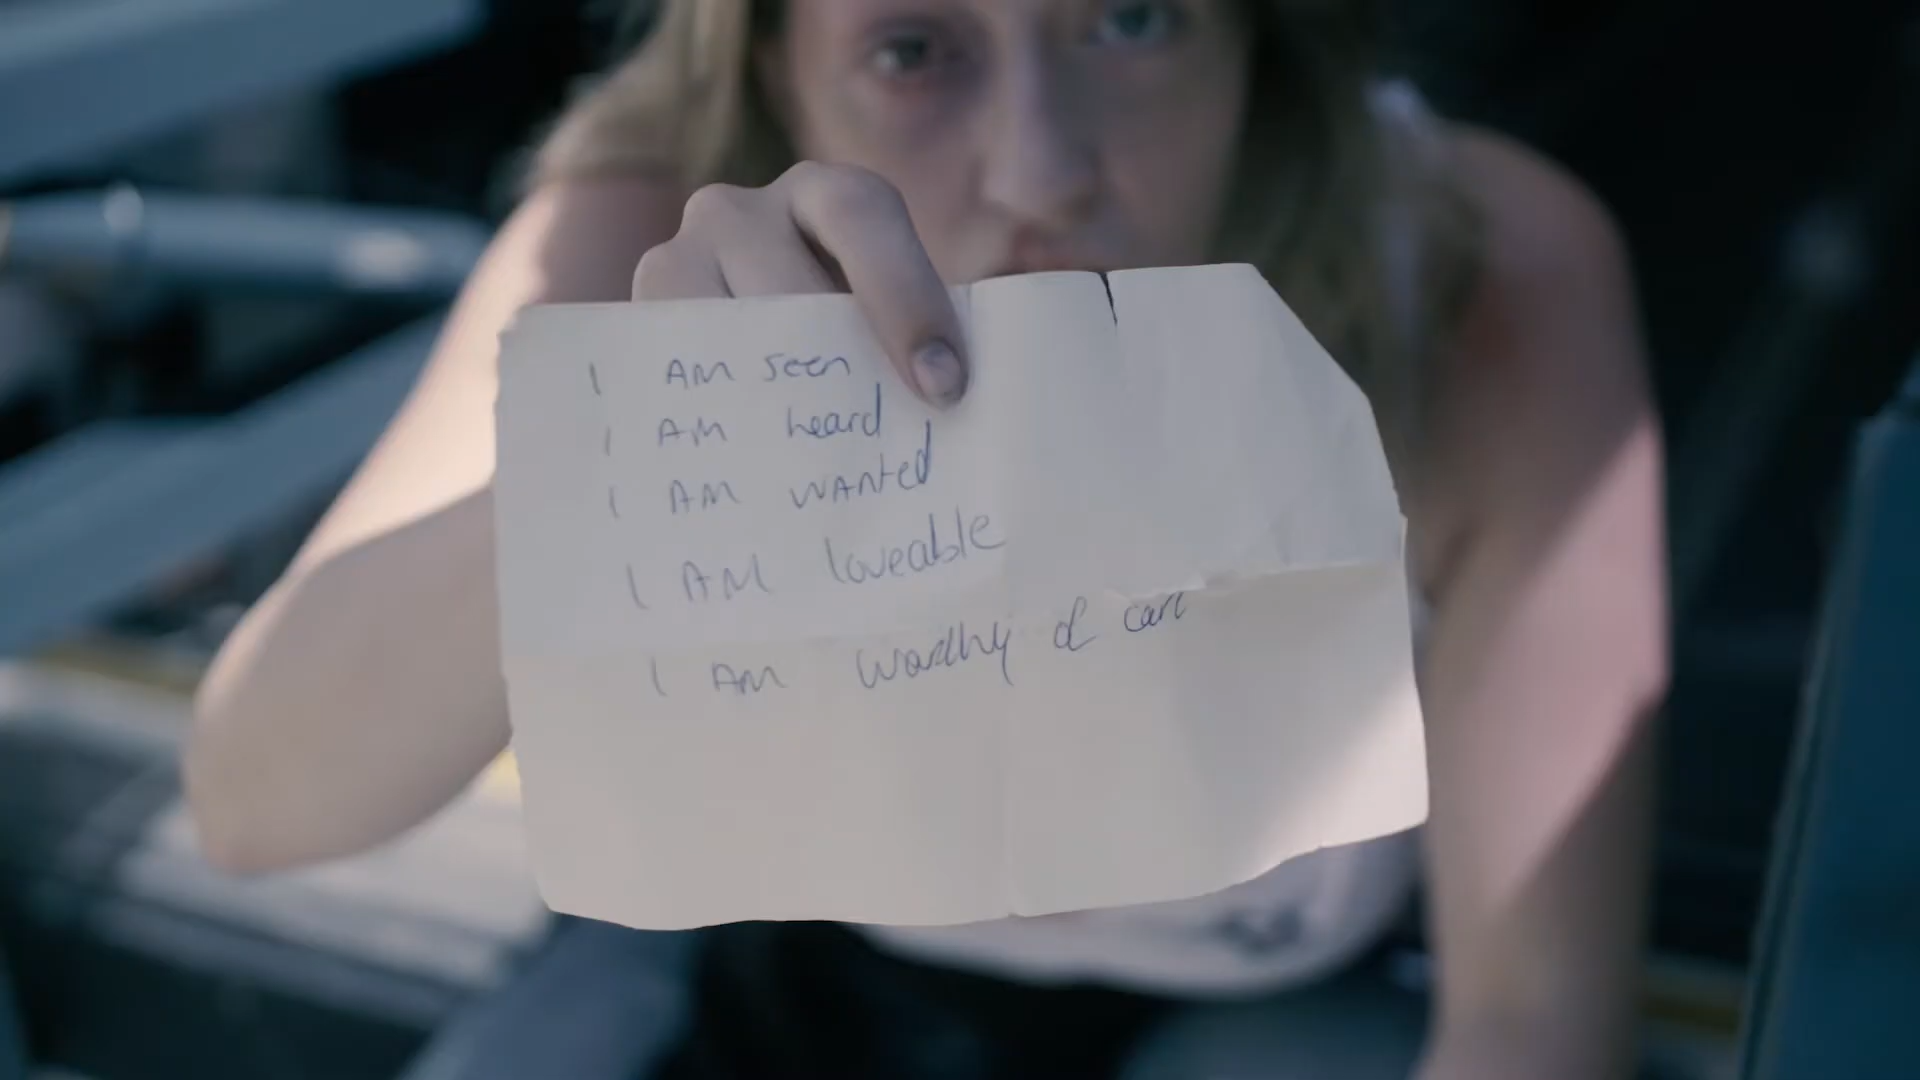 I AM seen
I AM heard
I AM WANted
I AM loveable
I AM worthy of care